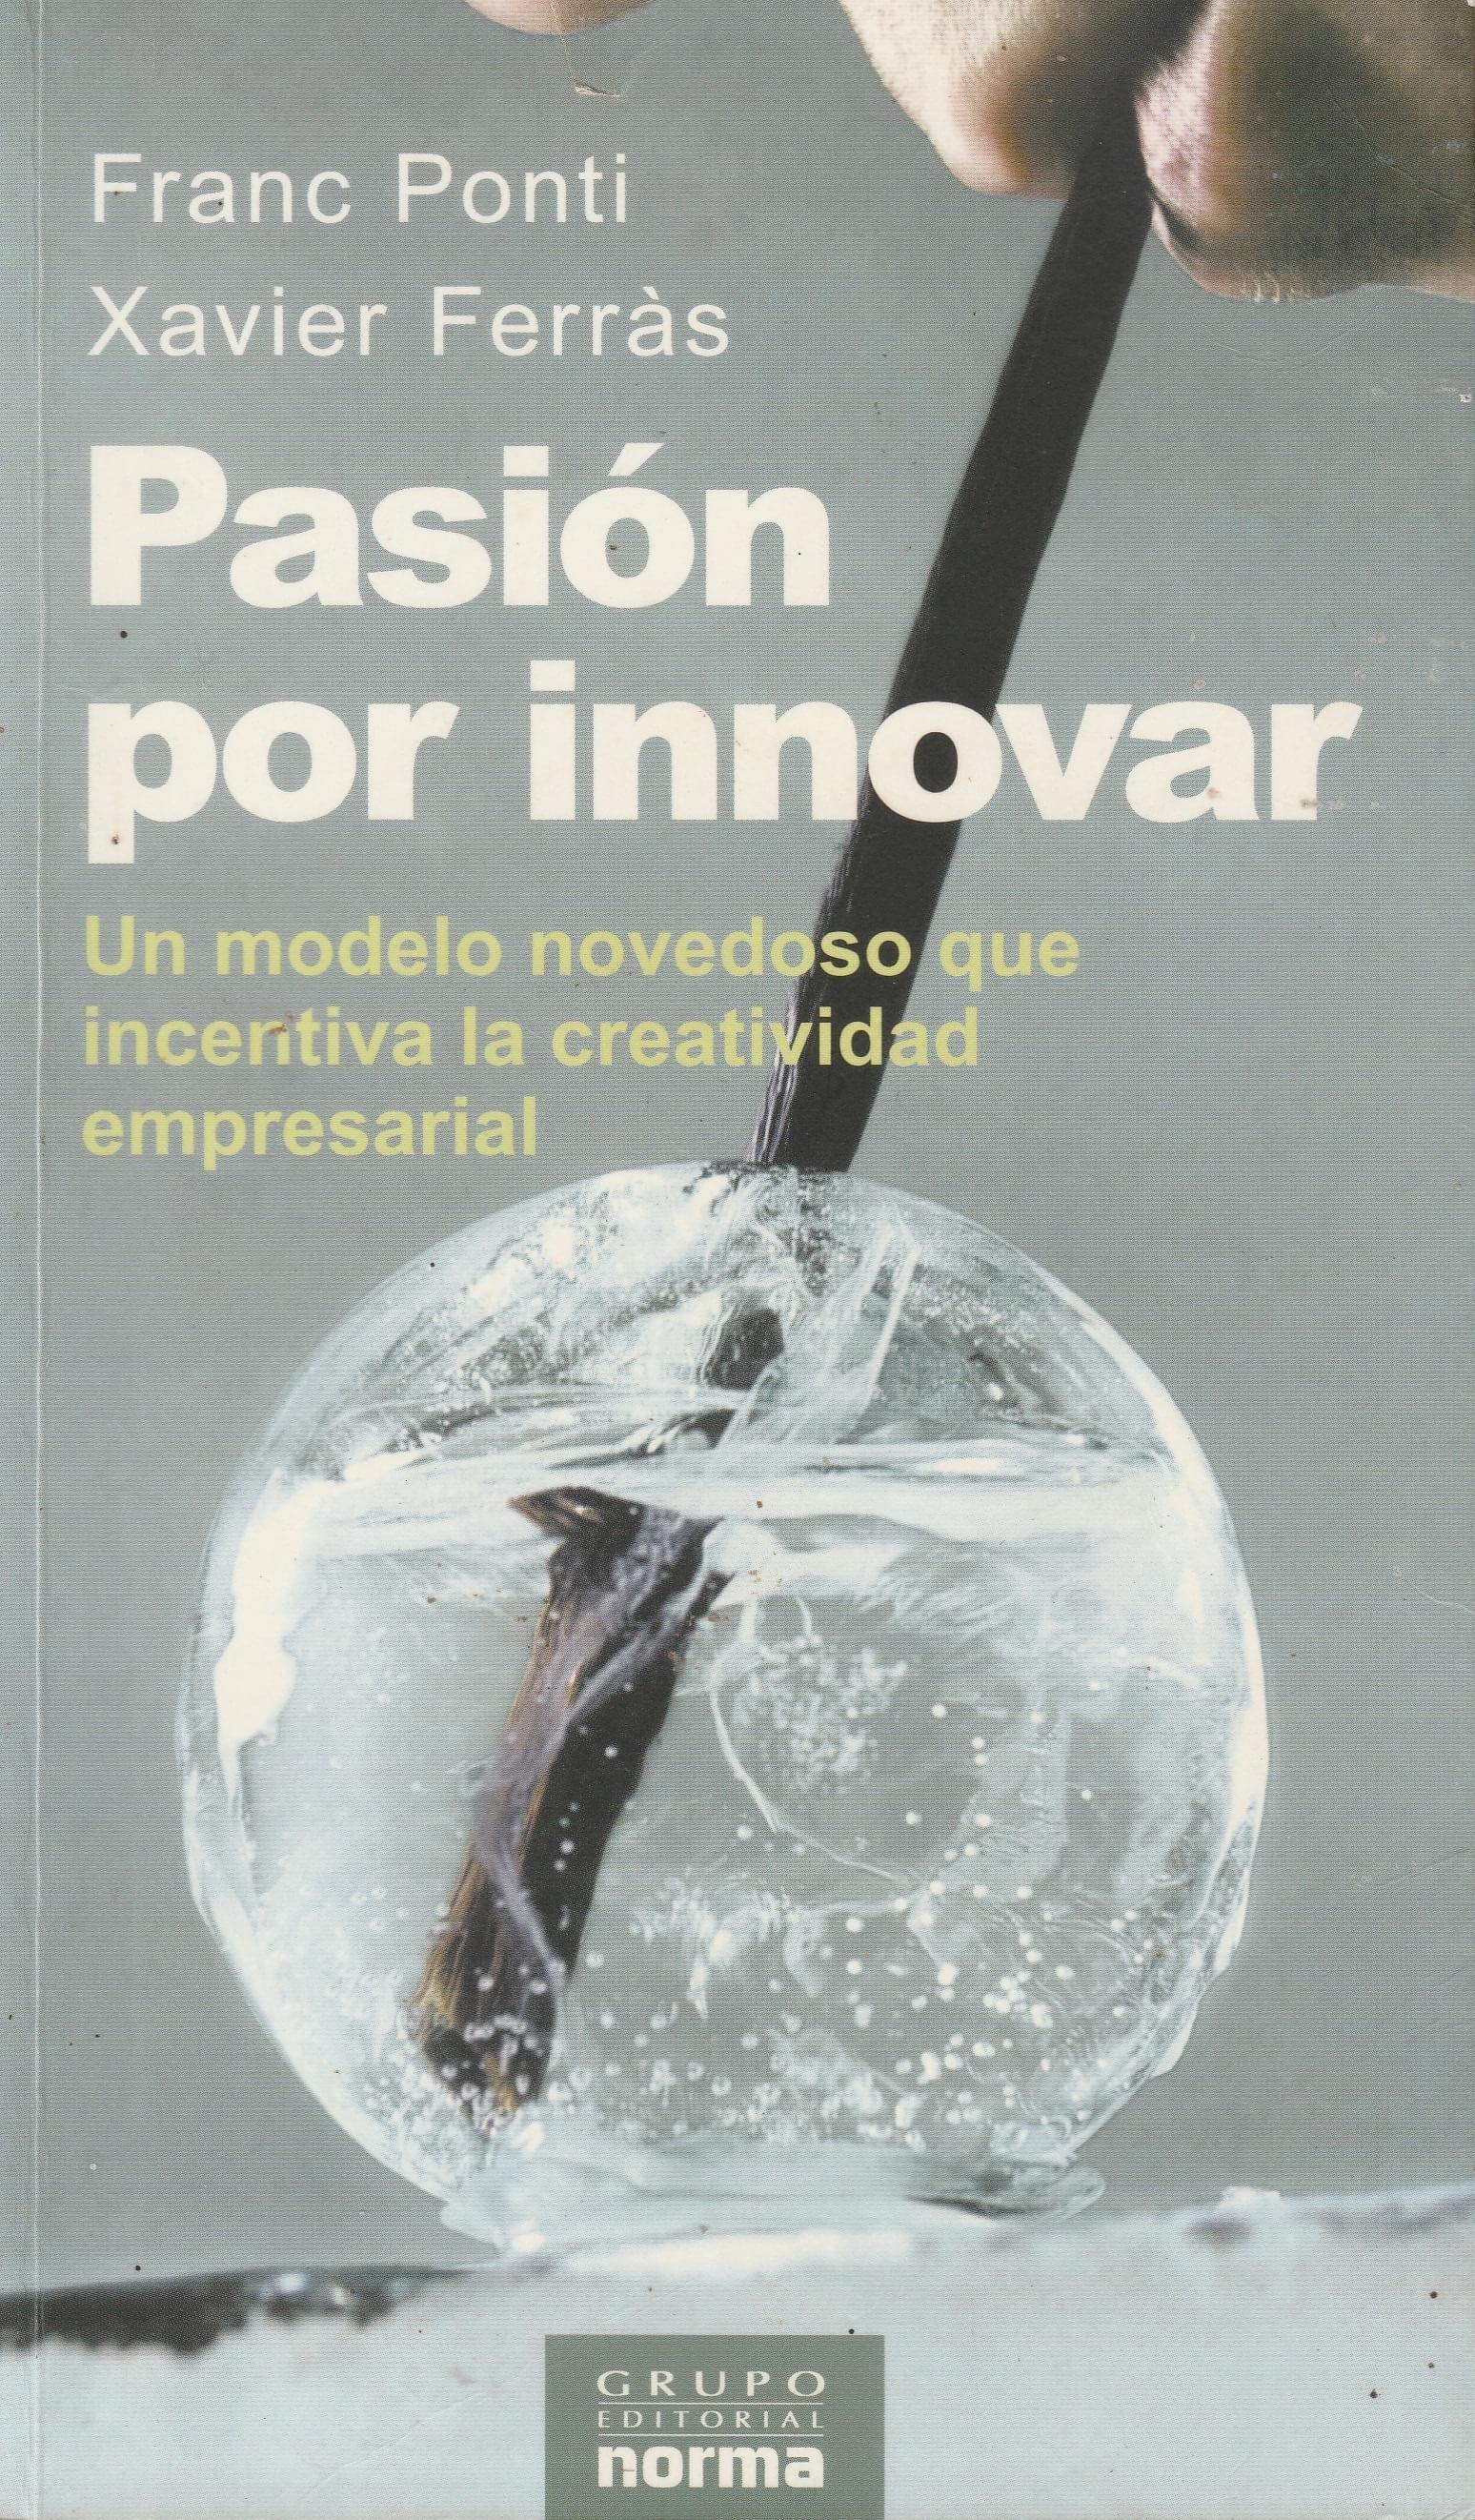 Franc Ponti
Xavier Ferràs
Pasión
por innovar
Un modelo novedoso que
incentiva la creatividad
empresarial
GRUPO
EDITORIAL
norma